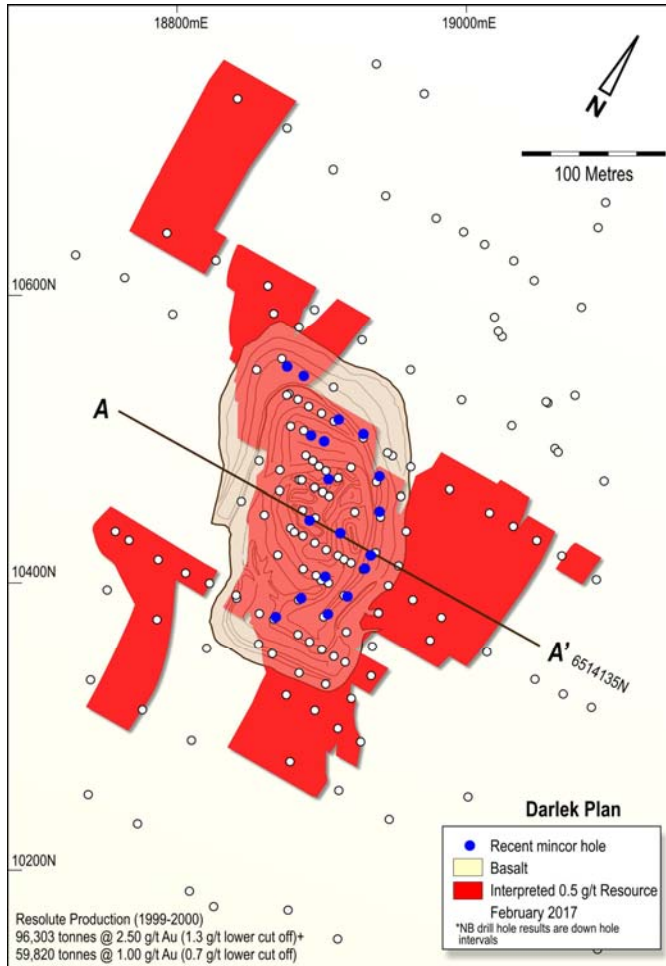 18800mE
19000mE
N
100 Metres
10600N
A
10400N
A' 6514135N
10200N
Darlek Plan
Recent mincor hole
Basalt
Interpreted 0.5 g/t Resource
February 2017
*NB drill hole results are down hole
intervals
Resolute Production (1999-2000)
96,303 tonnes @ 2.50 g/t Au (1.3 g/t lower cut off)+
59,820 tonnes @ 1.00 g/t Au (0.7 g/t lower cut off)